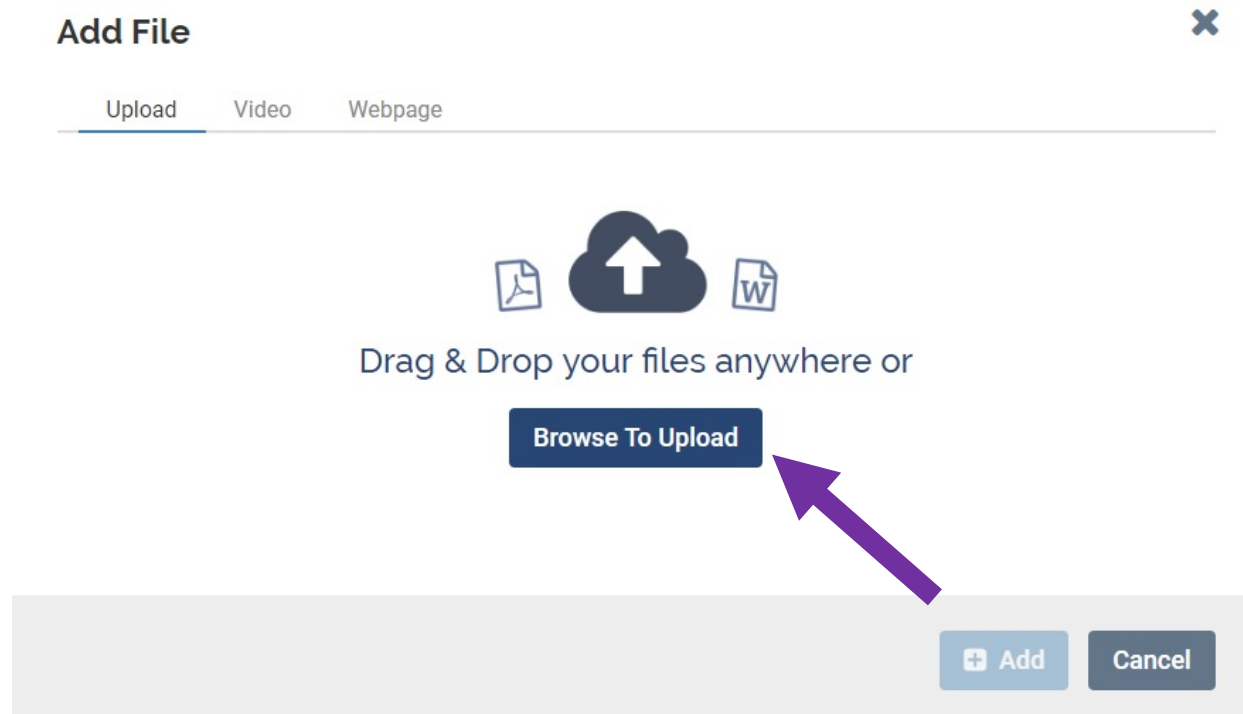 Add File
Upload Video Webpage
W
Drag & Drop your files anywhere or
Browse To Upload
Add Cancel